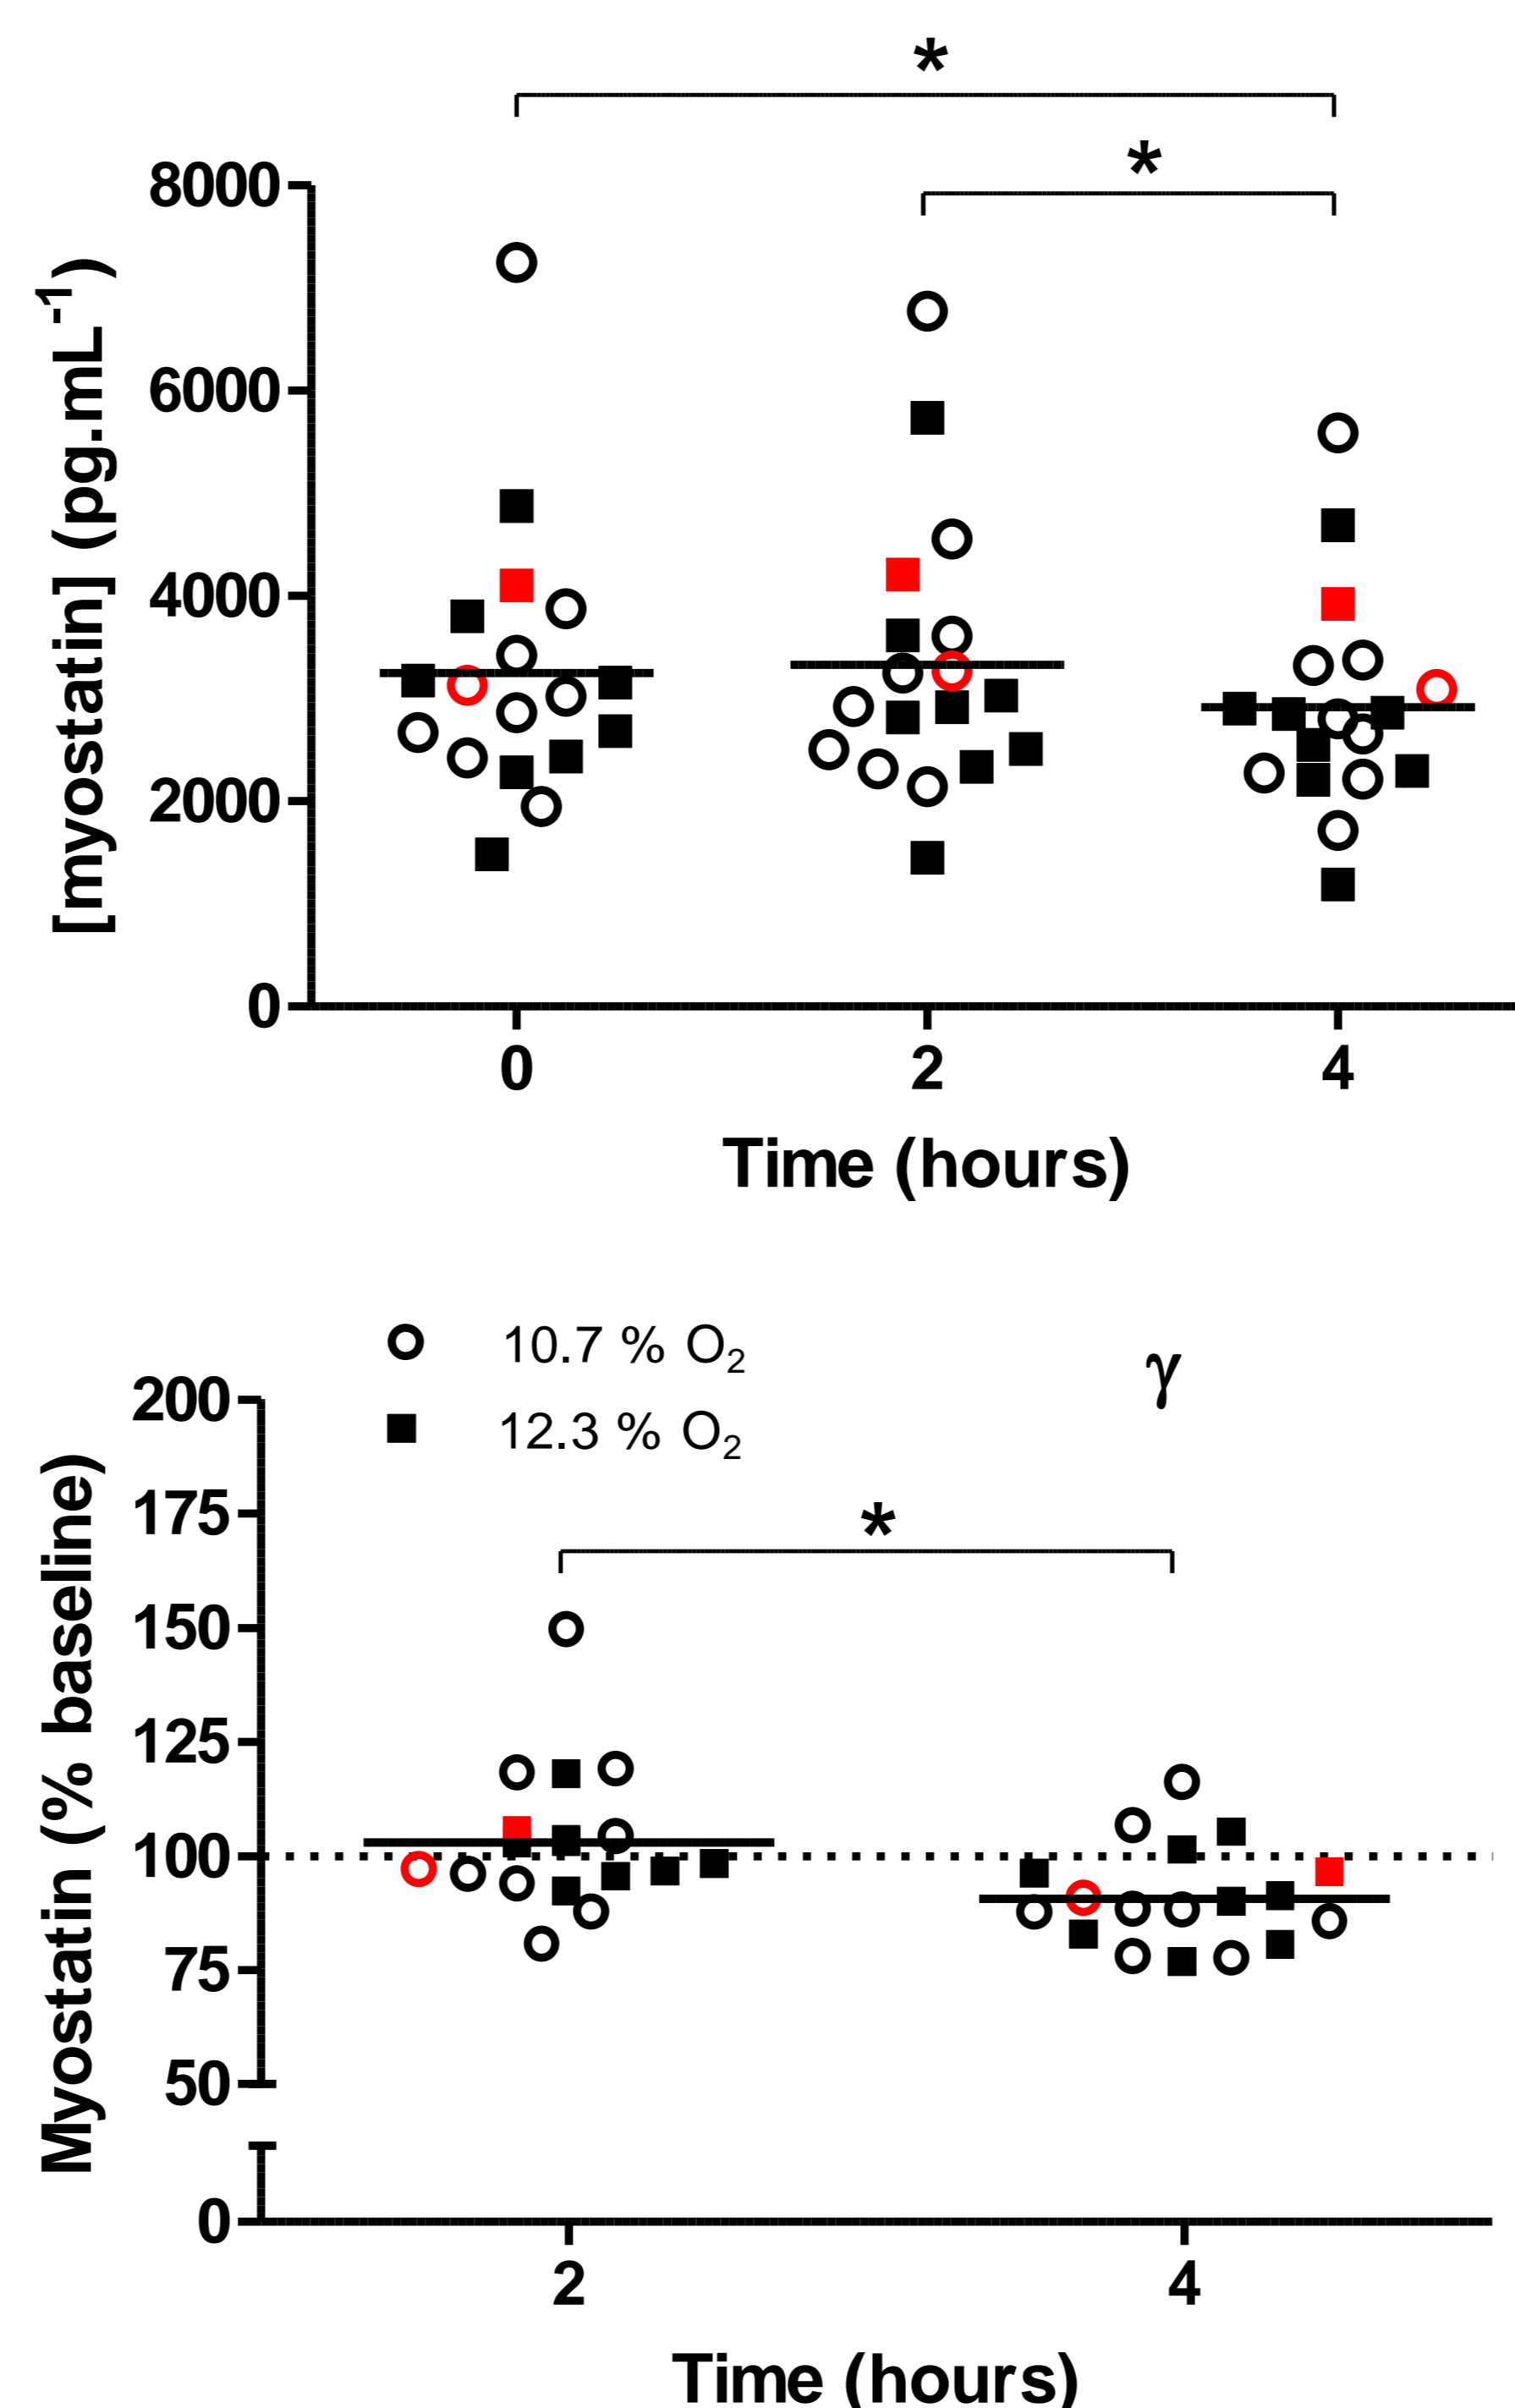 *
*
8000
6000
4000
2000
0
[myostatin] (pg.mL-1)
0 2 4
Time (hours)
10.7 % O2
12.3 % O2
γ
*
200
175
150
125
100
75
50
0
Myostatin (% baseline)
2 4
Time (hours)